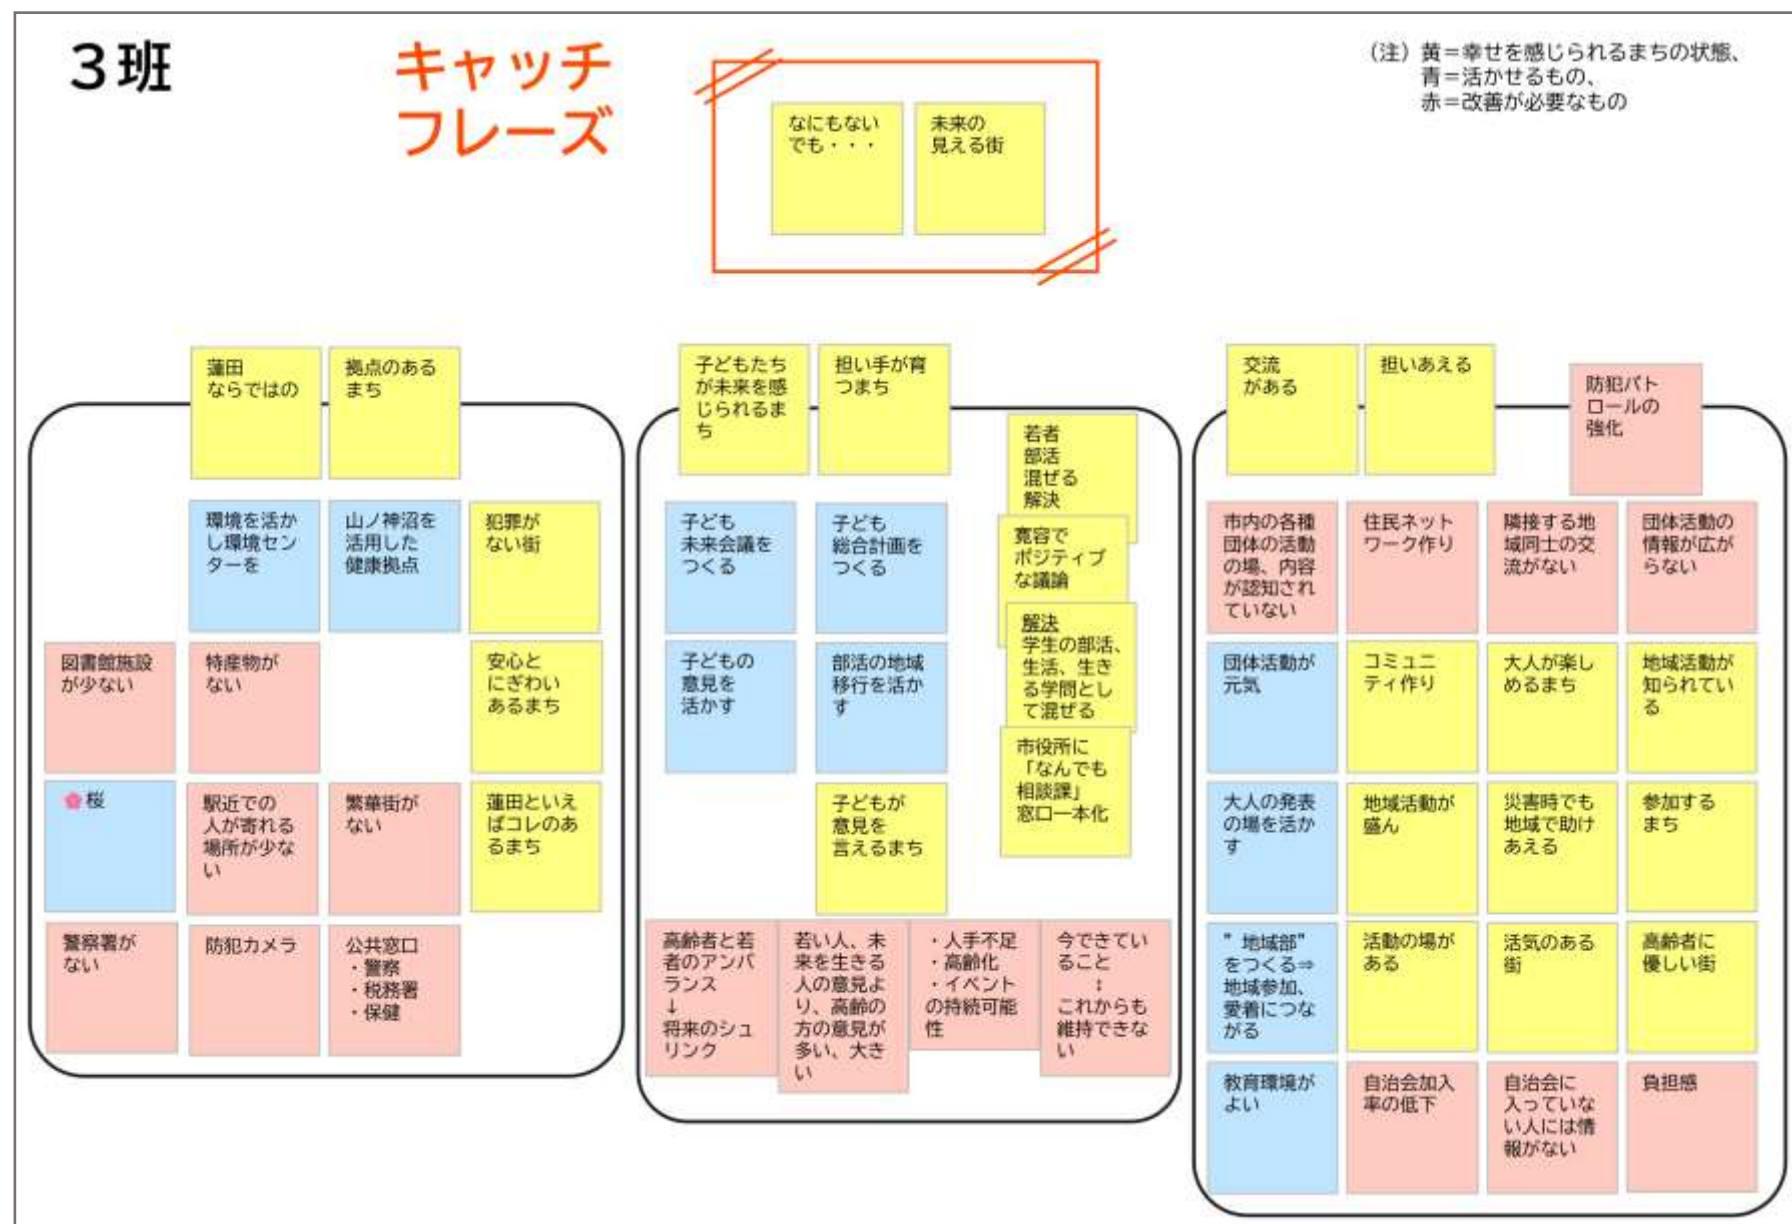 3班
キャッチ
フレーズ
(注)黄=幸せを感じられるまちの状態、
青=活かせるもの、
赤=改善が必要なもの
なにもない
でも・・・
未来の
見える街
蓮田
ならではの
拠点のある
まち
環境を活か
し環境セン
ターを
山ノ神沼を
活用した
健康拠点
犯罪が
ない街
図書館施設
が少ない
特産物が
ない
安心と
にぎわい
あるまち
桜
駅近での
人が寄れる
場所が少な
い
繁華街が
ない
蓮田といえ
ばコレのあ
るまち
警察署が
ない
防犯カメラ
公共窓口
・警察
・税務署
・保健
子どもたち
が未来を感
じられるま
ち
担い手が育
つまち
若者
部活
混ぜる
解決
子ども
未来会議を
つくる
子ども
総合計画を
つくる
寛容で
ポジティブ
な議論
子どもの
意見を
活かす
部活の地域
移行を活か
す
解決
学生の部活、
生活、生き
る学問とし
て混ぜる
市役所に
「なんでも
相談課」
窓口一本化
子どもが
意見を
言えるまち
高齢者と若
者のアンバ
ランス
↓
将来のシュ
リンク
若い人、未
来を生きる
人の意見よ
り、高齢の
方の意見が
多い、大き
い
・人手不足
・高齢化
・イベント
の持続可能
性
今できてい
ること
↕
これからも
維持できな
い
交流
がある
担いあえる
防犯パト
ロールの
強化
市内の各種
団体の活動
の場、内容
が認知され
ていない
住民ネット
ワーク作り
隣接する地
域同士の交
流がない
団体活動の
情報が広が
らない
団体活動が
元気
コミュニ
ティ作り
大人が楽し
めるまち
地域活動が
知られてい
る
大人の発表
の場を活か
す
地域活動が
盛ん
災害時でも
地域で助け
あえる
参加する
まち
"地域部"
をつくる⇒
地域参加、
愛着につな
がる
活動の場が
ある
活気のある
街
高齢者に
優しい街
教育環境が
よい
自治会加入
率の低下
自治会に
入っていな
い人には情
報がない
負担感